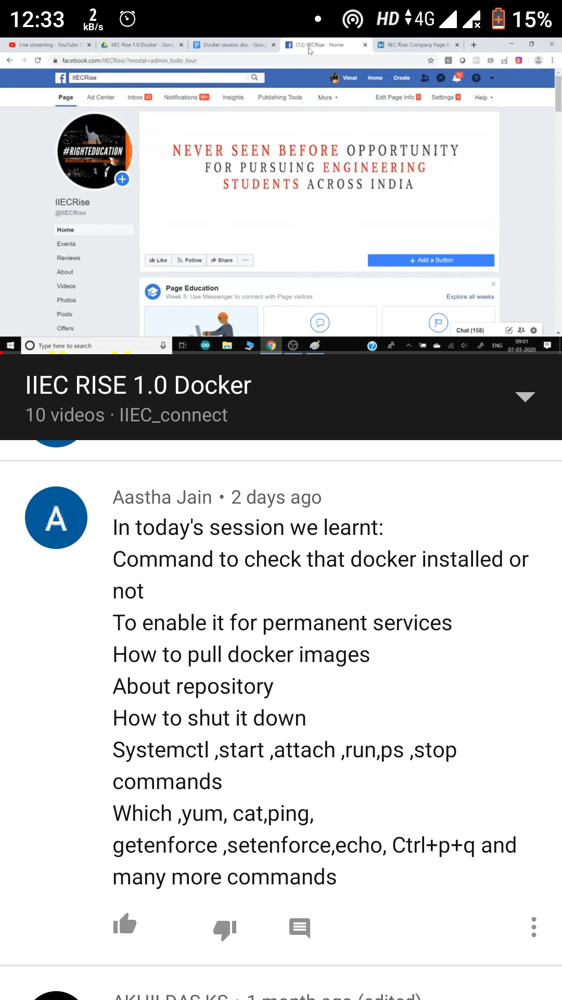 12:33 2 kB/s HD 4G 15%
Live streaming - YouTube S IIEC Rise 1.0 Docker - Goog Docker session doc - Goog (12) IIECRise - Home IIEC Rise: Company Page A
facebook.com/IIECRise/?modal=admin_todo_tour
IIECRise Vimal Home Create 12
Page Ad Center Inbox 42 Notifications 99+ Insights Publishing Tools More Edit Page Info 3 Settings 4 Help
#RIGHTEDUCATION
National level campaign
NEVER SEEN BEFORE OPPORTUNITY
FOR PURSUING ENGINEERING
STUDENTS ACROSS INDIA
IIECRise
@IIECRise
Home
Events
Reviews
About
Videos
Photos
Posts
Offers
Like Follow Share ... + Add a Button
Page Education
Week 5: Use Messenger to connect with Page visitors Explore all weeks
Chat (158)
Type here to search ENG 09:01
07-03-2020
IIEC RISE 1.0 Docker
10 videos · IIEC_connect
A
Aastha Jain • 2 days ago
In today's session we learnt:
Command to check that docker installed or
not
To enable it for permanent services
How to pull docker images
About repository
How to shut it down
Systemctl ,start ,attach ,run,ps ,stop
commands
Which ,yum, cat,ping,
getenforce ,setenforce,echo, Ctrl+p+q and
many more commands
AKHILDAS KS • 1 month ago (edited)